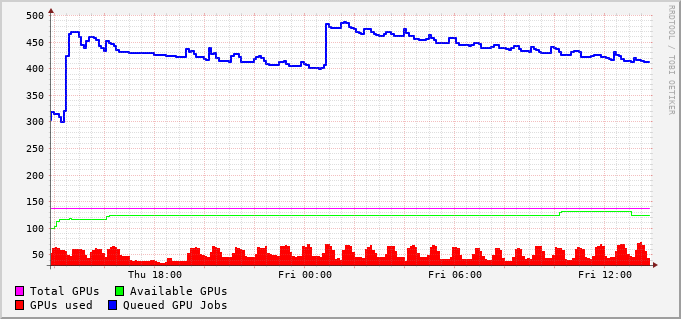 500
450
400
350
300
250
200
150
100
50
Thu 18:00 Fri 00:00 Fri 06:00 Fri 12:00
Total GPUs Available GPUs
GPUs used Queued GPU Jobs
RRDTOOL / TOBI OETIKER